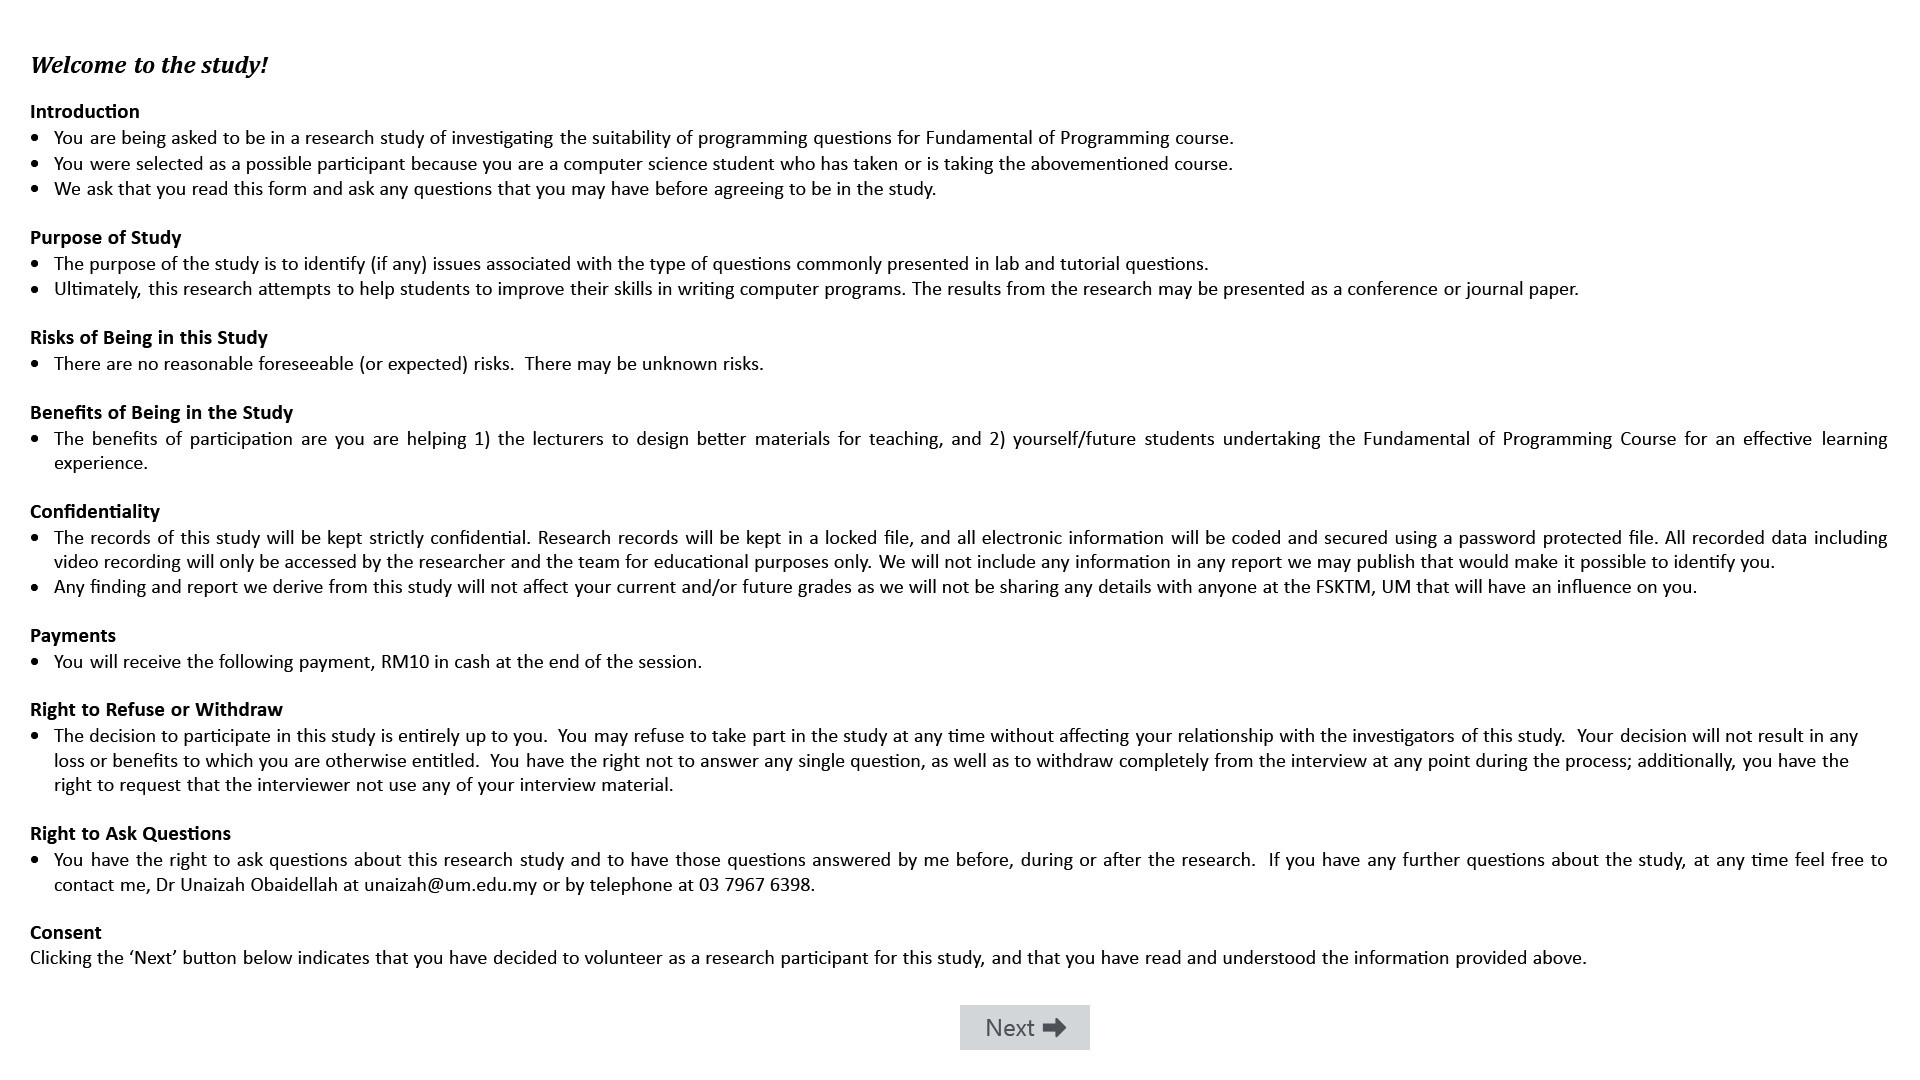 Welcome to the study!
Introduction
• You are being asked to be in a research study of investigating the suitability of programming questions for Fundamental of Programming course.
• You were selected as a possible participant because you are a computer science student who has taken or is taking the abovementioned course.
• We ask that you read this form and ask any questions that you may have before agreeing to be in the study.
Purpose of Study
• The purpose of the study is to identify (if any) issues associated with the type of questions commonly presented in lab and tutorial questions.
• Ultimately, this research attempts to help students to improve their skills in writing computer programs. The results from the research may be presented as a conference or journal paper.
Risks of Being in this Study
• There are no reasonable foreseeable (or expected) risks.  There may be unknown risks.
Benefits of Being in the Study
• The benefits of participation are you are helping 1) the lecturers to design better materials for teaching, and 2) yourself/future students undertaking the Fundamental of Programming Course for an effective learning
experience.
Confidentiality
• The records of this study will be kept strictly confidential. Research records will be kept in a locked file, and all electronic information will be coded and secured using a password protected file. All recorded data including
video recording will only be accessed by the researcher and the team for educational purposes only. We will not include any information in any report we may publish that would make it possible to identify you.
• Any finding and report we derive from this study will not affect your current and/or future grades as we will not be sharing any details with anyone at the FSKTM, UM that will have an influence on you.
Payments
• You will receive the following payment, RM10 in cash at the end of the session.
Right to Refuse or Withdraw
• The decision to participate in this study is entirely up to you.  You may refuse to take part in the study at any time without affecting your relationship with the investigators of this study.  Your decision will not result in any
loss or benefits to which you are otherwise entitled.  You have the right not to answer any single question, as well as to withdraw completely from the interview at any point during the process; additionally, you have the
right to request that the interviewer not use any of your interview material.
Right to Ask Questions
• You have the right to ask questions about this research study and to have those questions answered by me before, during or after the research.  If you have any further questions about the study, at any time feel free to
contact me, Dr Unaizah Obaidellah at unaizah@um.edu.my or by telephone at 03 7967 6398.
Consent
Clicking the ‘Next’ button below indicates that you have decided to volunteer as a research participant for this study, and that you have read and understood the information provided above.
Next